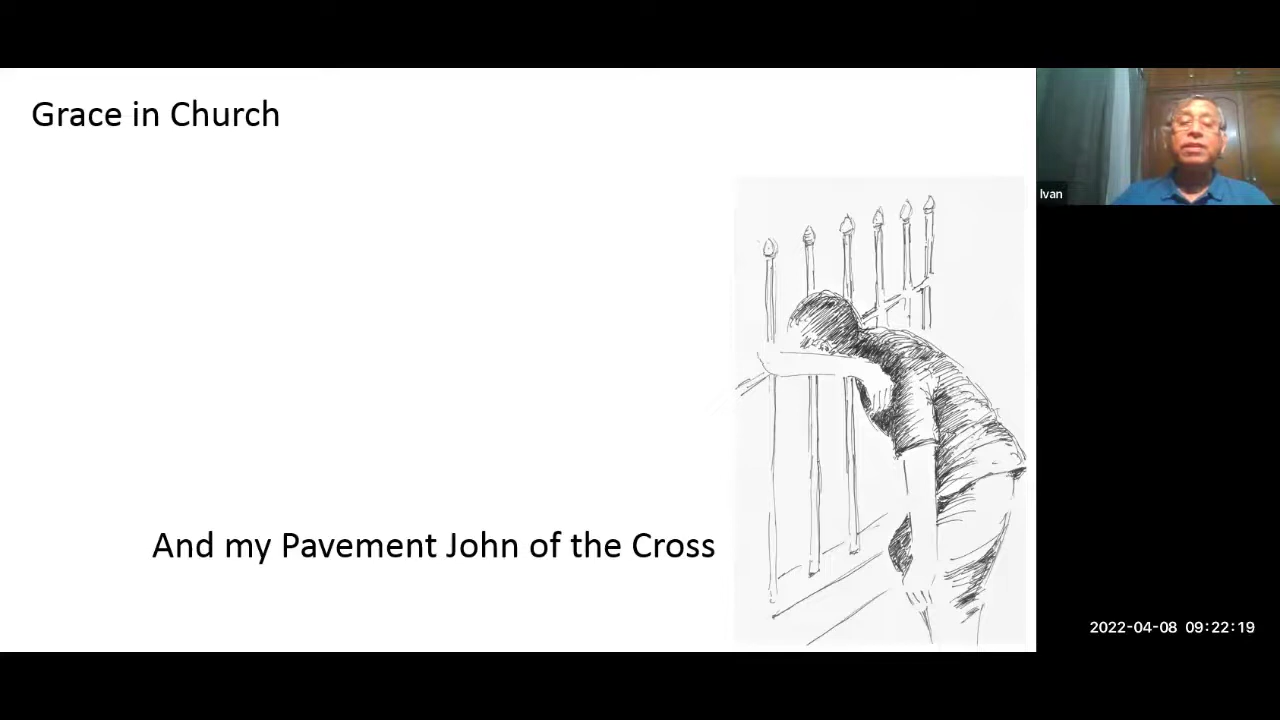 Grace in Church
Ivan
And my Pavement John of the Cross
2022-04-08 09:22:19